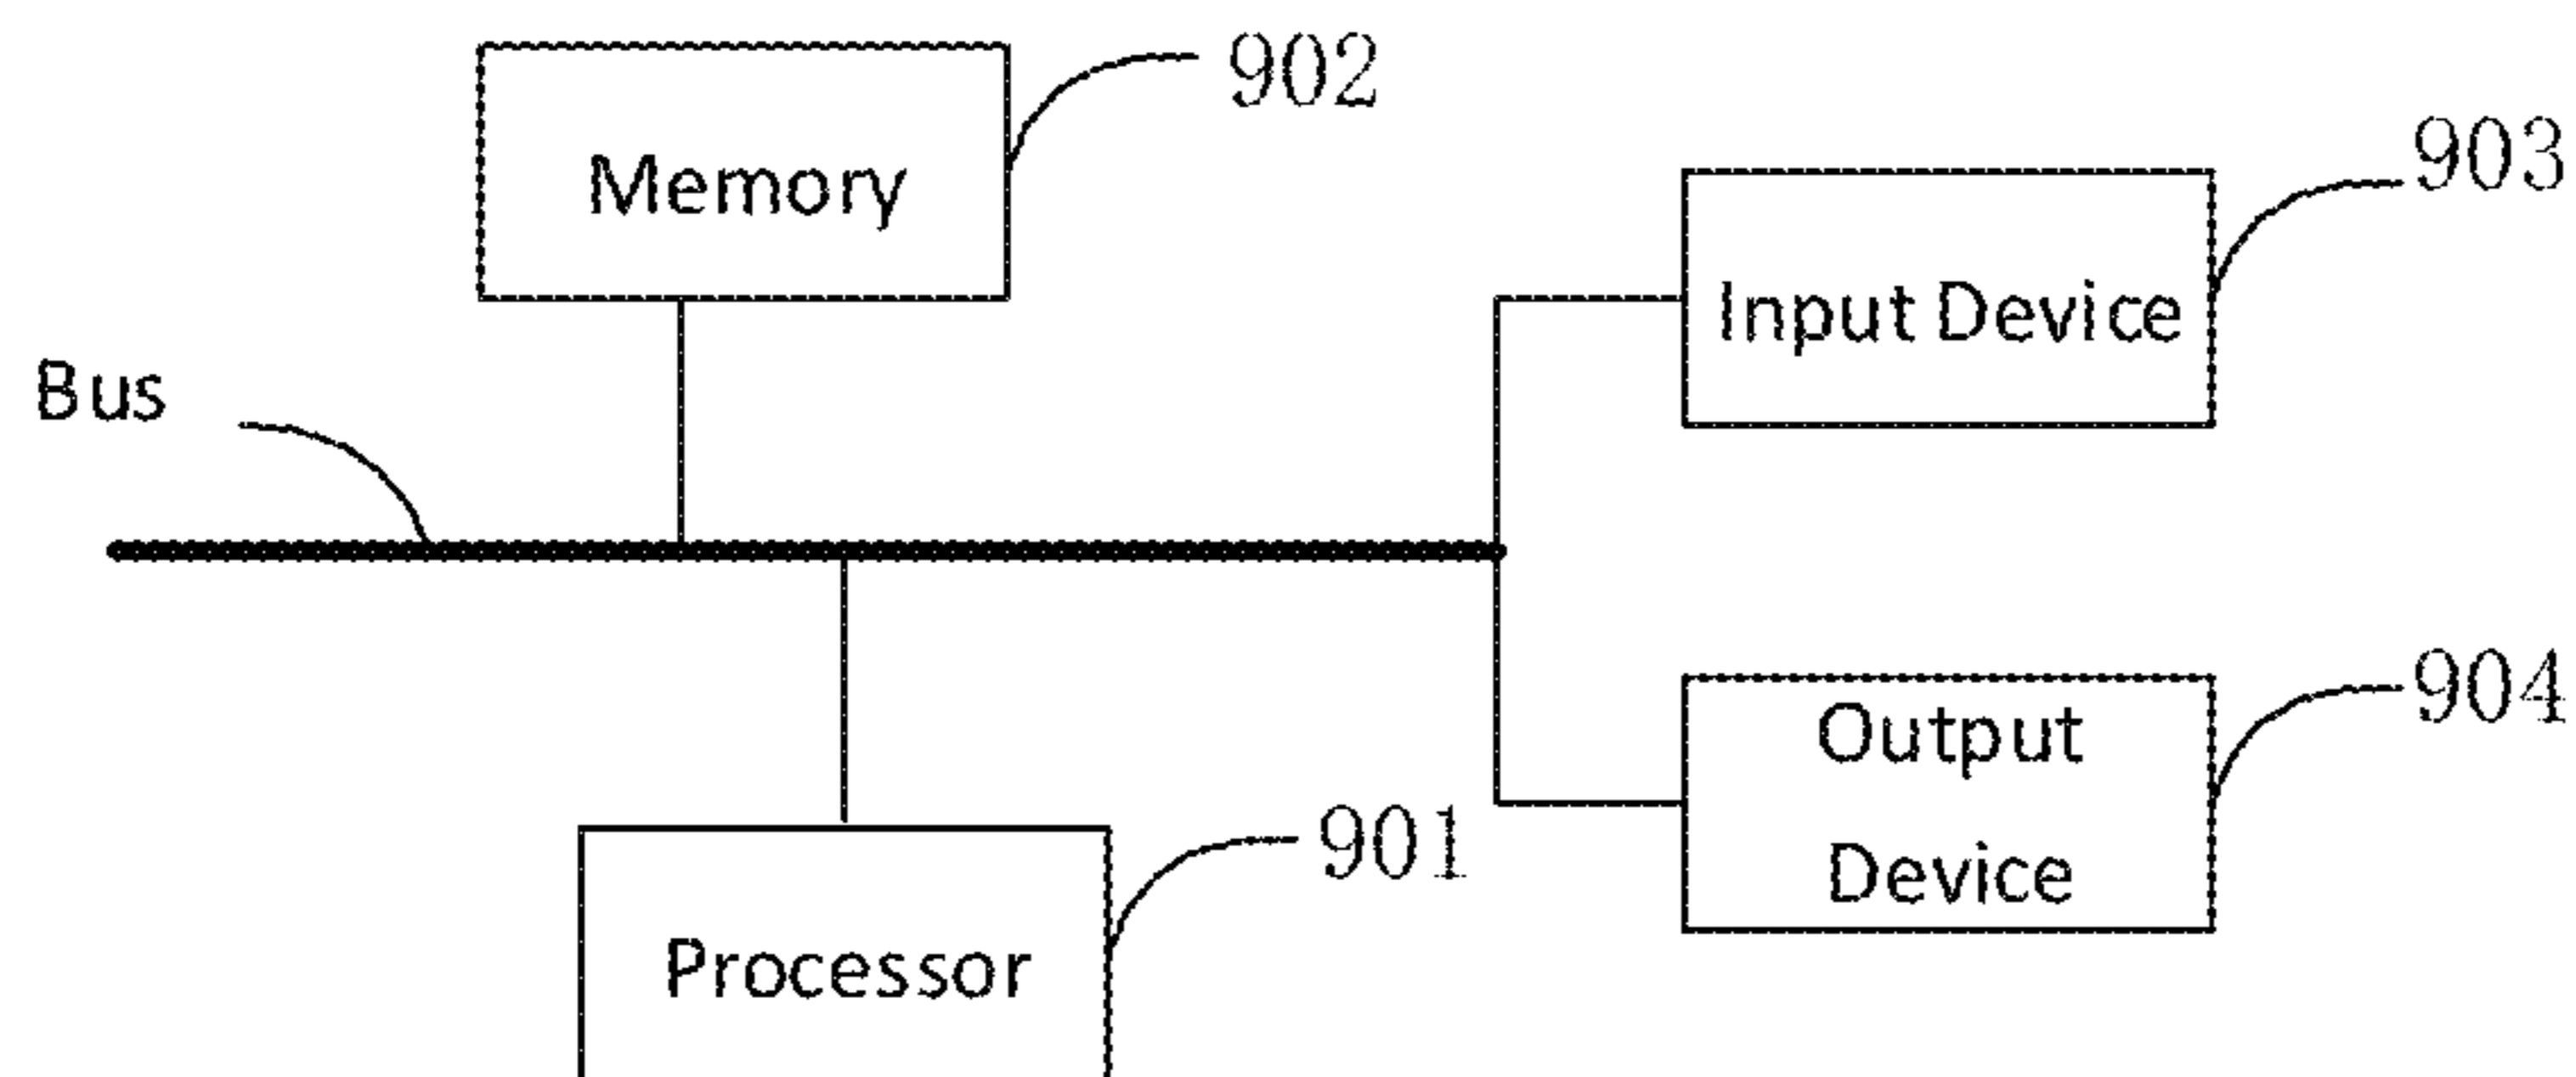 902
Memory
903
Input Device
Bus
Output
Device
904
901
Processor